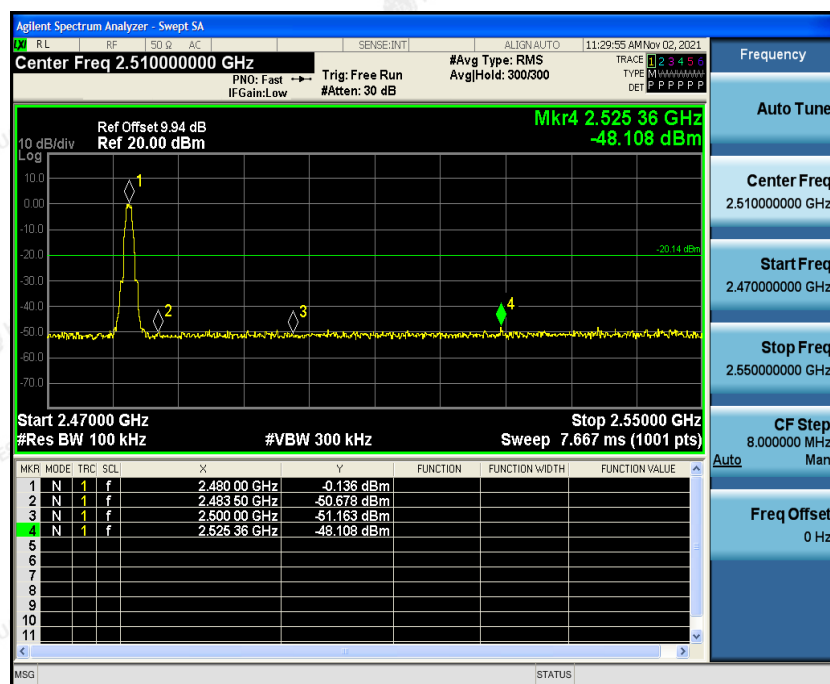 Agilent Spectrum Analyzer - Swept SA
LXI RL RF 50 Ω AC SENSE:INT ALIGN AUTO 11:29:55 AM Nov 02, 2021
Center Freq 2.510000000 GHz
PNO: Fast
IFGain:Low
Trig: Free Run
#Atten: 30 dB
#Avg Type: RMS
Avg|Hold: 300/300
TRACE 1 2 3 4 5 6
TYPE M
DET P P P P P P
Ref Offset 9.94 dB
10 dB/div Ref 20.00 dBm
Log
Mkr4 2.525 36 GHz
-48.108 dBm
10.0
0.00
-10.0
-20.0
-30.0
-40.0
-50.0
-60.0
-70.0
1
2
3
4
-20.14 dBm
Start 2.47000 GHz Stop 2.55000 GHz
#Res BW 100 kHz #VBW 300 kHz Sweep 7.667 ms (1001 pts)
MKR MODE TRC SCL X Y FUNCTION FUNCTION WIDTH FUNCTION VALUE
1 N 1 f 2.480 00 GHz -0.136 dBm
2 N 1 f 2.483 50 GHz -50.678 dBm
3 N 1 f 2.500 00 GHz -51.163 dBm
4 N 1 f 2.525 36 GHz -48.108 dBm
5
6
7
8
9
10
11
MSG STATUS
Frequency
Auto Tune
Center Freq
2.510000000 GHz
Start Freq
2.470000000 GHz
Stop Freq
2.550000000 GHz
CF Step
8.000000 MHz
Auto Man
Freq Offset
0 Hz